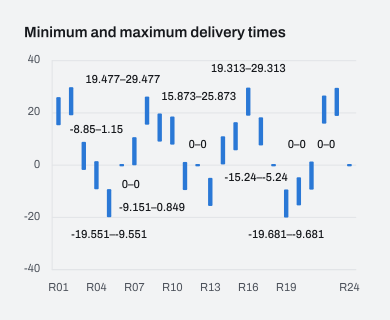 Minimum and maximum delivery times
40
19.313–29.313
19.477–29.477
15.873–25.873
20
-8.85–1.15
0–0
0–0
0–0
0
-15.24–-5.24
0–0
-9.151–0.849
-20
-19.551–-9.551
-19.681–-9.681
-40
R01
R04
R07
R10
R13
R16
R19
R24